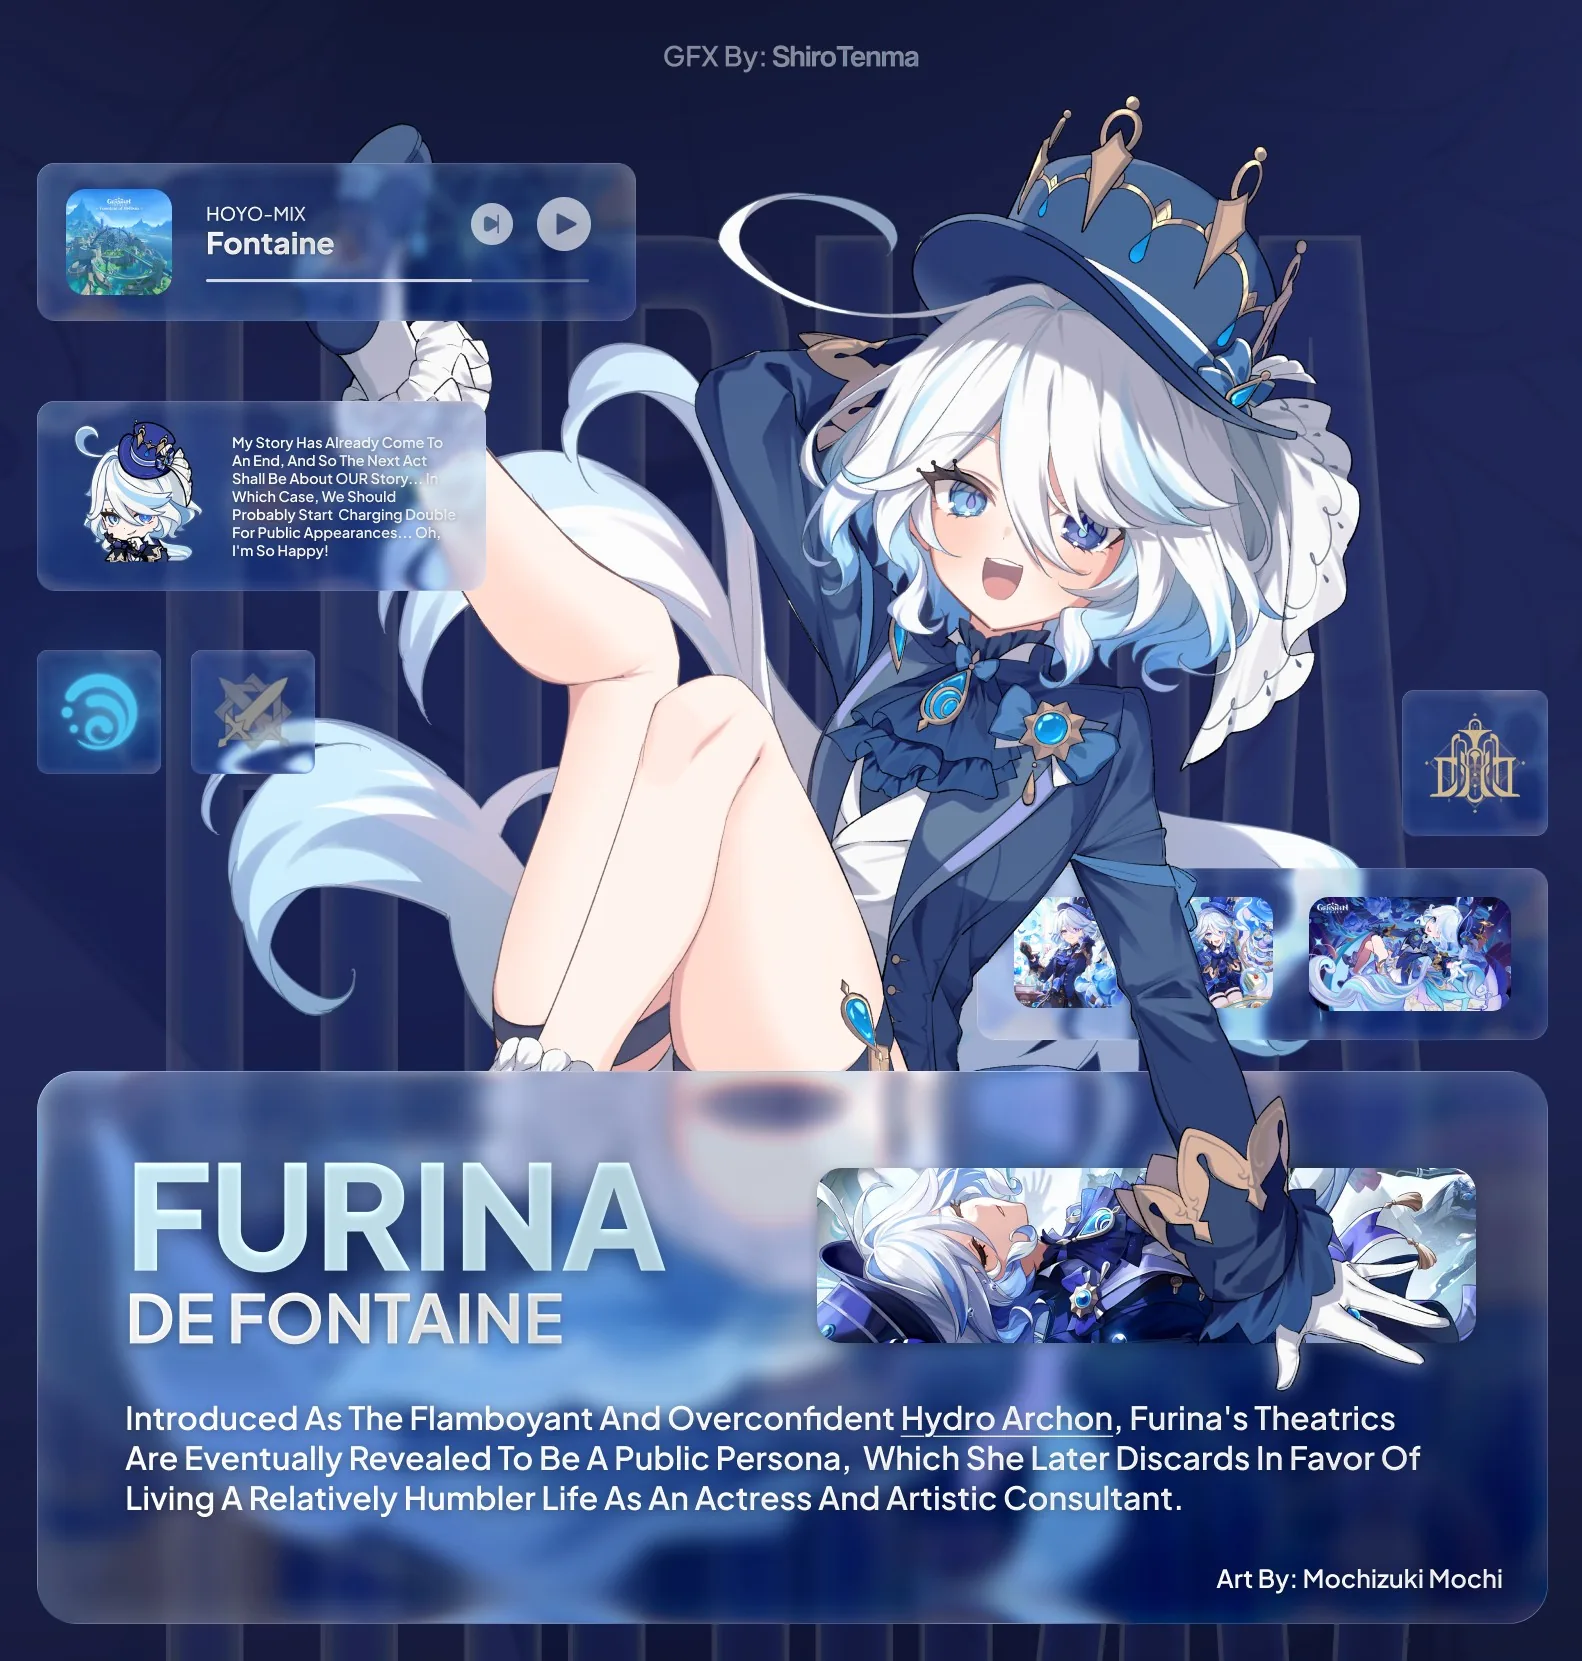 GFX By: ShiroTenma
HOYO-MIX
Fontaine
My Story Has Already Come To
An End, And So The Next Act
Shall Be About OUR Story... In
Which Case, We Should
Probably Start Charging Double
For Public Appearances... Oh,
I'm So Happy!
Genshin
FURINA
DE FONTAINE
Introduced As The Flamboyant And Overconfident Hydro Archon, Furina's Theatrics
Are Eventually Revealed To Be A Public Persona, Which She Later Discards In Favor Of
Living A Relatively Humbler Life As An Actress And Artistic Consultant.
Art By: Mochizuki Mochi